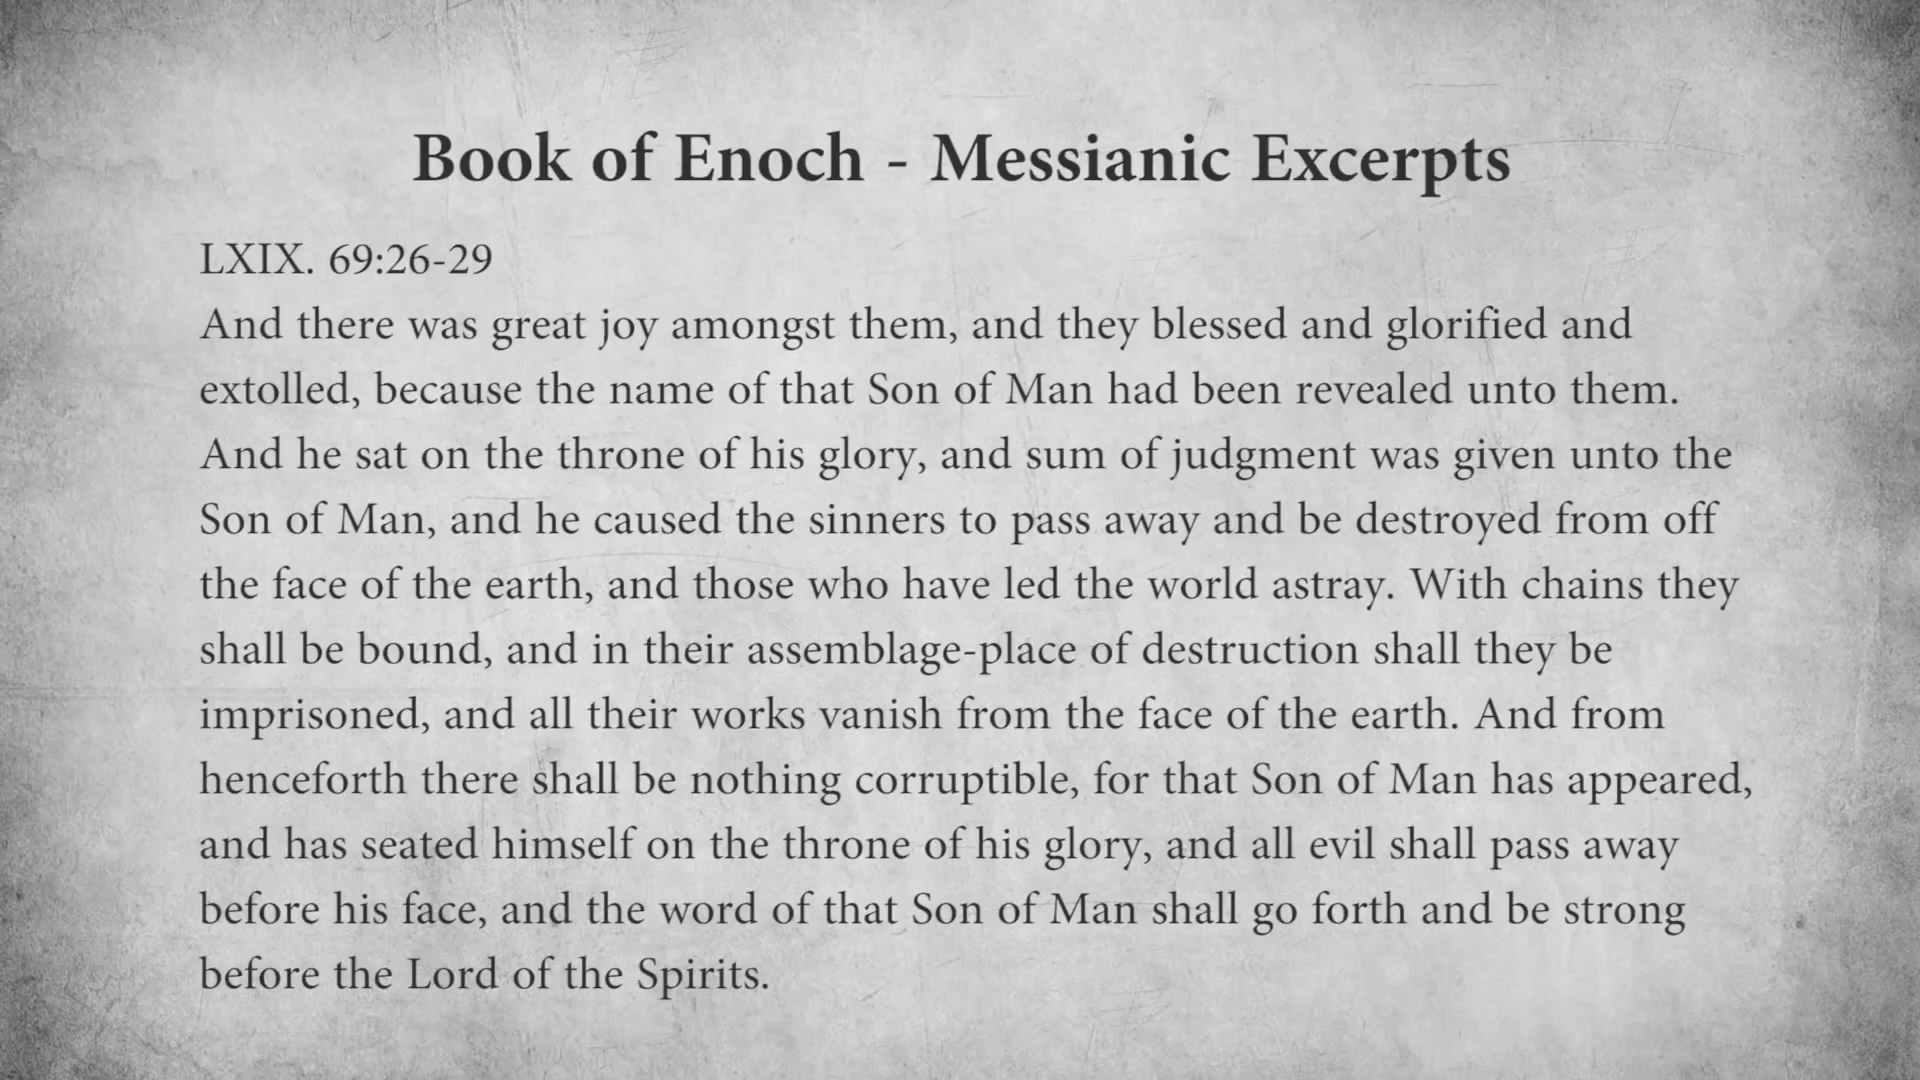 Book of Enoch - Messianic Excerpts
LXIX. 69:26-29
And there was great joy amongst them, and they blessed and glorified and
extolled, because the name of that Son of Man had been revealed unto them.
And he sat on the throne of his glory, and sum of judgment was given unto the
Son of Man, and he caused the sinners to pass away and be destroyed from off
the face of the earth, and those who have led the world astray. With chains they
shall be bound, and in their assemblage-place of destruction shall they be
imprisoned, and all their works vanish from the face of the earth. And from
henceforth there shall be nothing corruptible, for that Son of Man has appeared,
and has seated himself on the throne of his glory, and all evil shall pass away
before his face, and the word of that Son of Man shall go forth and be strong
before the Lord of the Spirits.